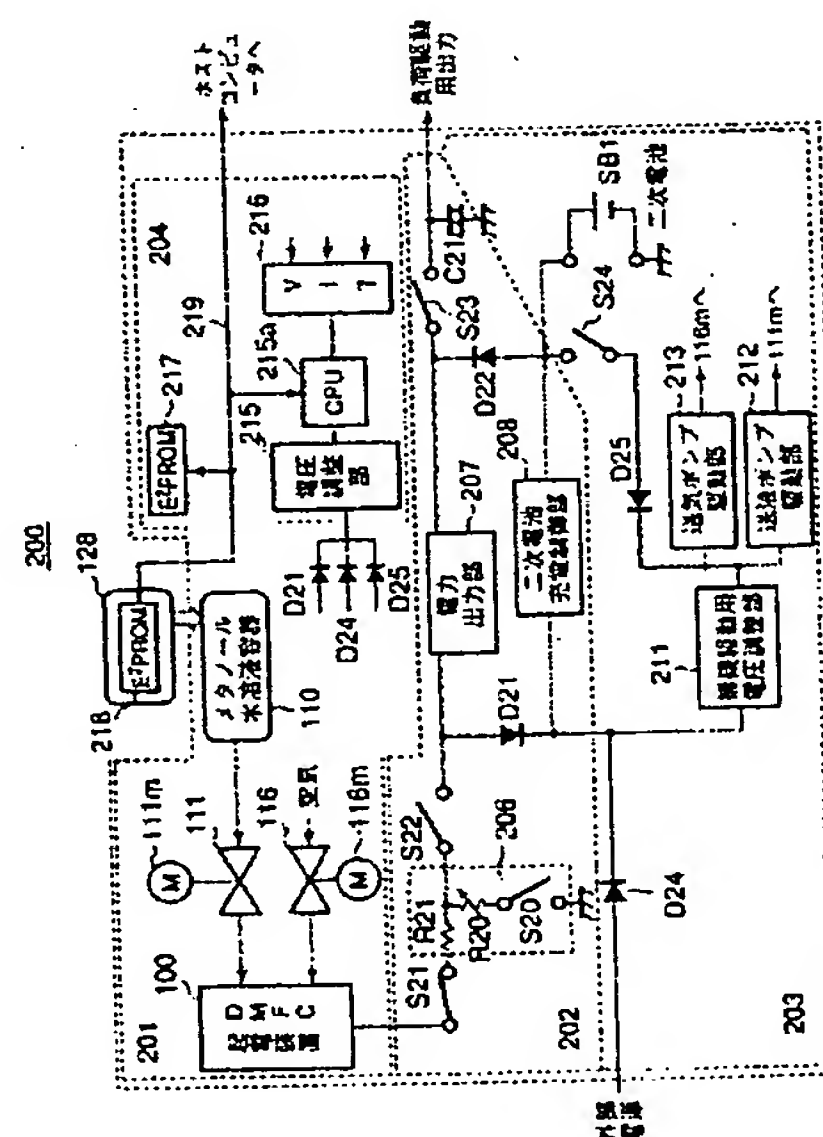 200
ホスト
コンピュ
ータへ
負荷駆動
用出力
204
219
216
V
I
T
215a
CPU
215
電圧
調整
部
217
E²PROM
128
E²PROM
218
メタノール
水溶液容器
110
D21
D24
D25
111m
M
111
116
空気
M
116m
100
D
M
F
C
発電装置
201
S23
C21
D22
207
電力
出力部
208
二次電池
充電制御部
D21
S22
206
R21
R20
S20
S21
202
SB1
二次電池
S24
D25
213
116mへ
送気ポンプ
駆動部
212
111mへ
送液ポンプ
駆動部
211
補機駆動用
電圧調整部
D24
203
外部
電源